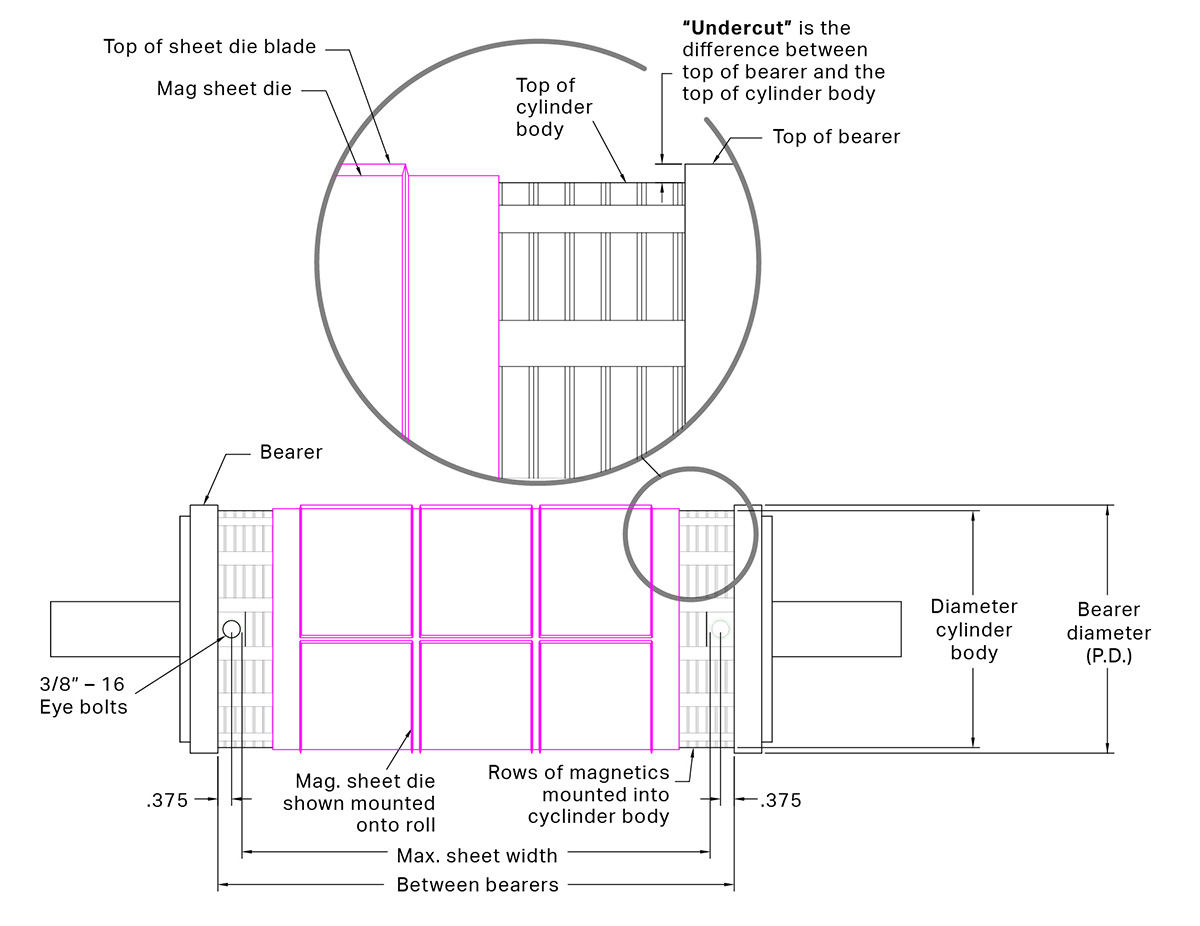 Top of sheet die blade
Mag sheet die
Top of
cylinder
body
“Undercut” is the
difference between
top of bearer and the
top of cylinder body
Top of bearer
Bearer
3/8” – 16
Eye bolts
Diameter
cylinder
body
Bearer
diameter
(P.D.)
.375
Mag. sheet die
shown mounted
onto roll
Rows of magnetics
mounted into
cyclinder body
.375
Max. sheet width
Between bearers